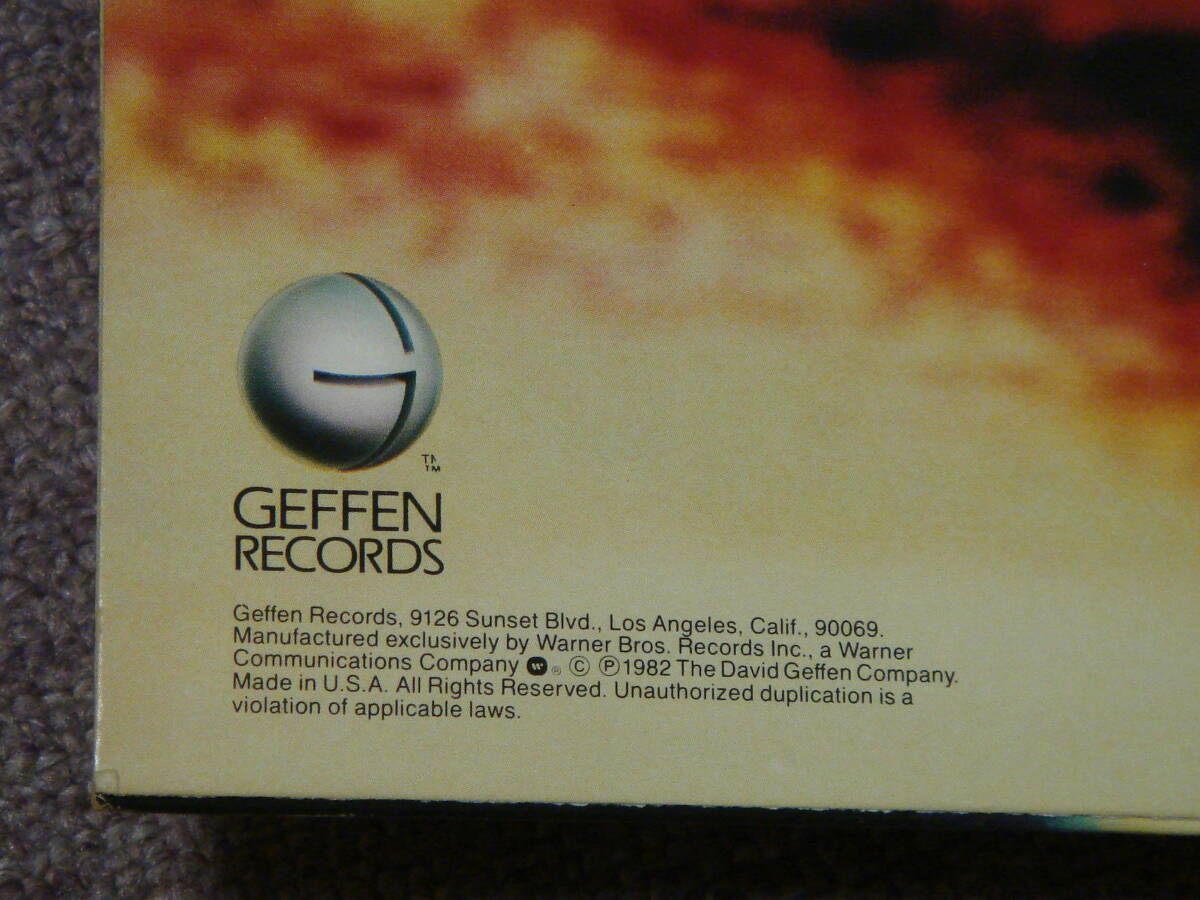 TM
TM
GEFFEN
RECORDS
Geffen Records, 9126 Sunset Blvd., Los Angeles, Calif., 90069.
Manufactured exclusively by Warner Bros. Records Inc., a Warner
Communications Company W ® © ℗ 1982 The David Geffen Company.
Made in U.S.A. All Rights Reserved. Unauthorized duplication is a
violation of applicable laws.